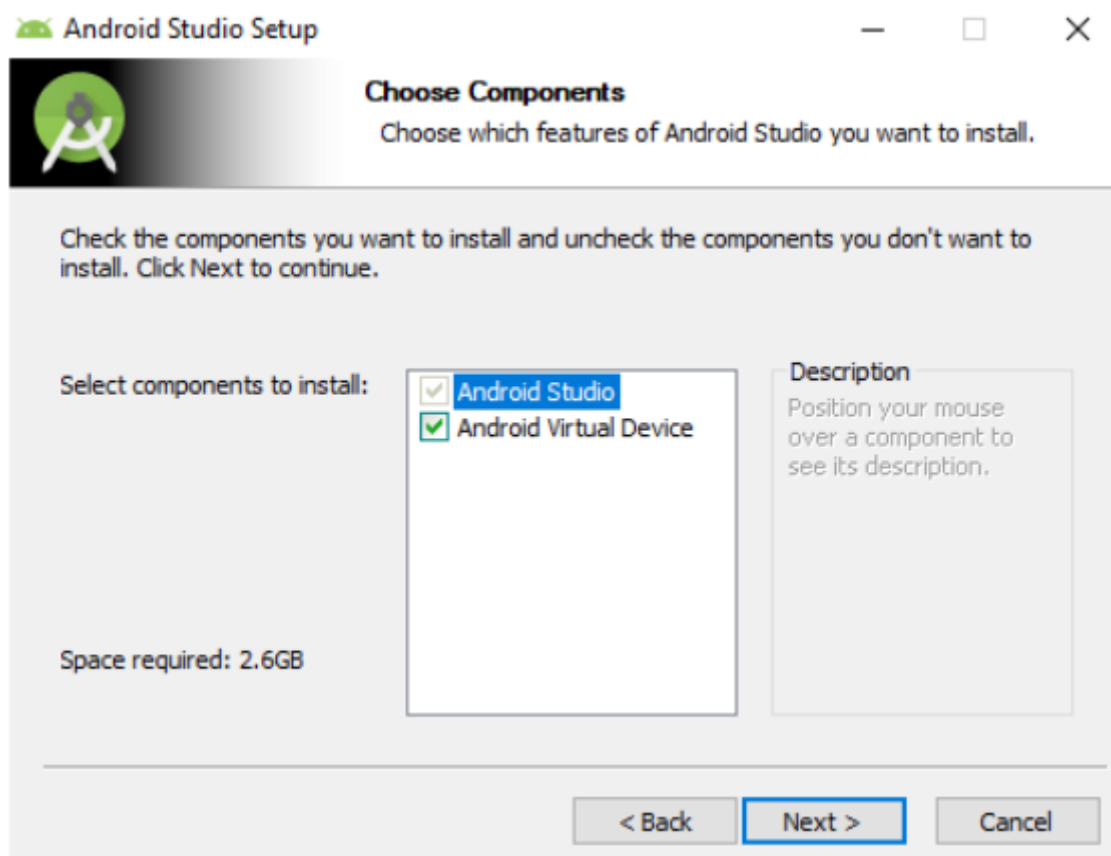 Android Studio Setup
Choose Components
Choose which features of Android Studio you want to install.
Check the components you want to install and uncheck the components you don't want to
install. Click Next to continue.
Select components to install:
Android Studio
Android Virtual Device
Description
Position your mouse
over a component to
see its description.
Space required: 2.6GB
< Back
Next >
Cancel